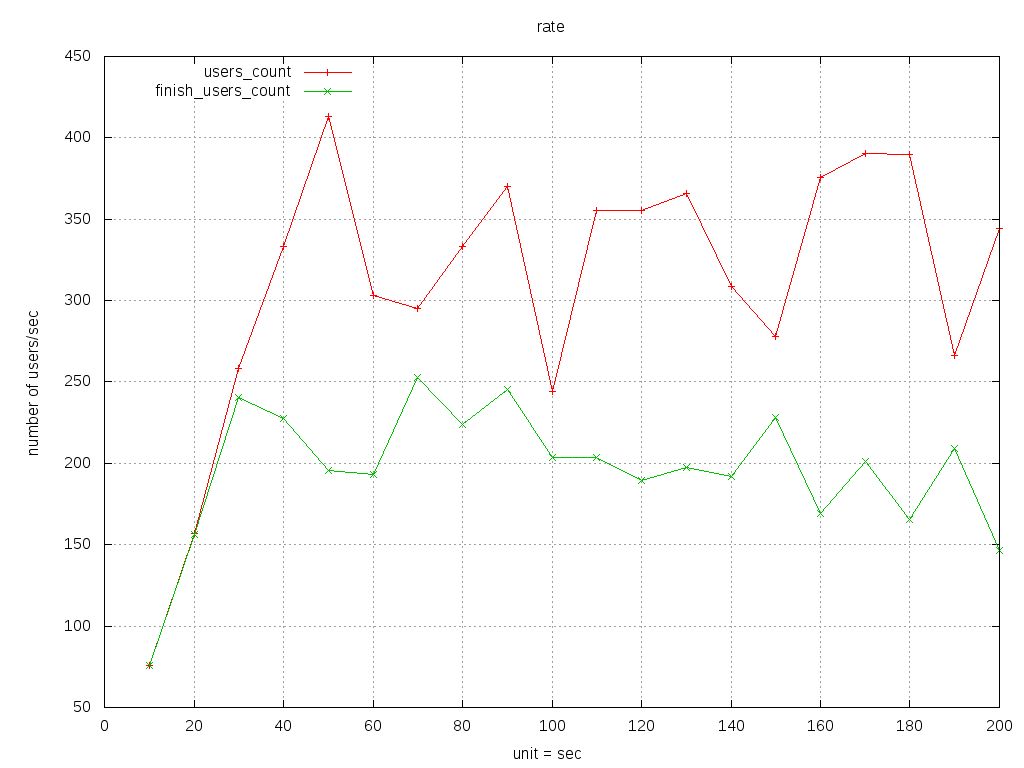 rate
450
400
350
300
250
200
150
100
50
users_count
finish_users_count
number of users/sec
0 20 40 60 80 100 120 140 160 180 200
unit = sec